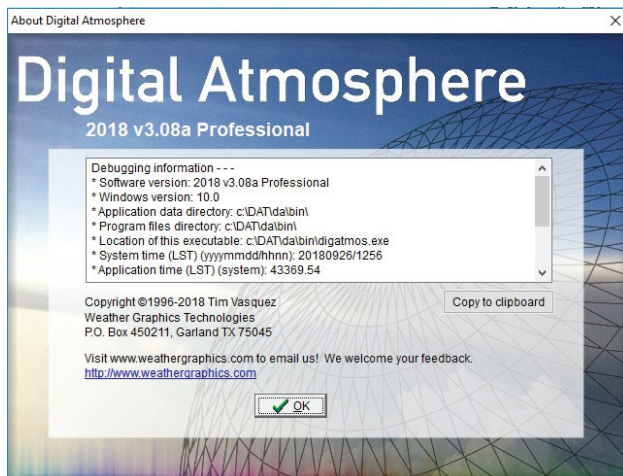 About Digital Atmosphere
Digital Atmosphere
2018 v3.08a Professional
Debugging information - - -
* Software version: 2018 v3.08a Professional
* Windows version: 10.0
* Application data directory: c:\DAT\da\bin\
* Program files directory: c:\DAT\da\bin\
* Location of this executable: c:\DAT\da\bin\digatmos.exe
* System time (LST) (yyymmdd/hhnn): 20180926/1256
* Application time (LST) (system): 43369.54
Copyright ©1996-2018 Tim Vasquez
Weather Graphics Technologies
P.O. Box 450211, Garland TX 75045
Copy to clipboard
Visit www.weathergraphics.com to email us! We welcome your feedback.
http://www.weathergraphics.com
OK